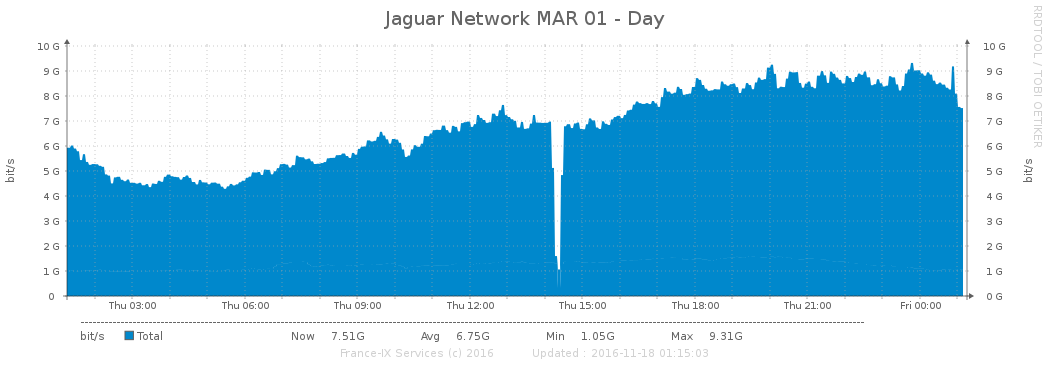 Jaguar Network MAR 01 - Day
RRDTOOL / TOBI OETIKER
10 G 10 G
9 G 9 G
8 G 8 G
7 G 7 G
6 G 6 G
5 G 5 G
4 G 4 G
3 G 3 G
2 G 2 G
1 G 1 G
0 0 G
bit/s
bit/s
Thu 03:00 Thu 06:00 Thu 09:00 Thu 12:00 Thu 15:00 Thu 18:00 Thu 21:00 Fri 00:00
bit/s Total Now 7.51G Avg 6.75G Min 1.05G Max 9.31G
France-IX Services (c) 2016 Updated : 2016-11-18 01:15:03